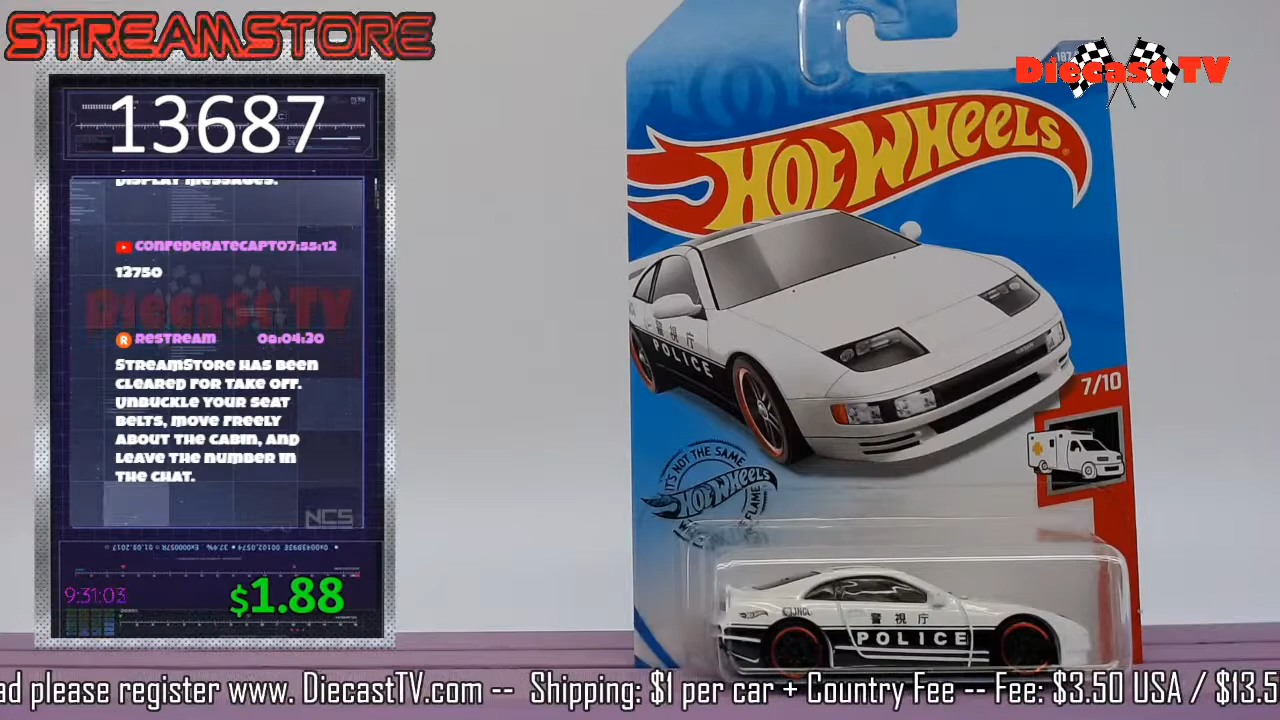 STREAMSTORE
Diecast TV
13687
DISPLAY MESSAGES.
CONFEDERATECAPT07:55:12
13750
Diecast TV
RESTREAM 08:04:20
STREAMSTORE HAS BEEN
CLEARED FOR TAKE OFF.
UNBUCKLE YOUR SEAT
BELTS, MOVE FREELY
ABOUT THE CABIN, AND
LEAVE THE NUMBER IN
THE CHAT.
NCS
9:31:03
$1.88
HOT WHEELS
警視庁
POLICE
7/10
IT'S NOT THE SAME
HOT WHEELS
FLAME
警視庁
POLICE
ad please register www. DiecastTV.com -- Shipping: $1 per car + Country Fee -- Fee: $3.50 USA / $13.5